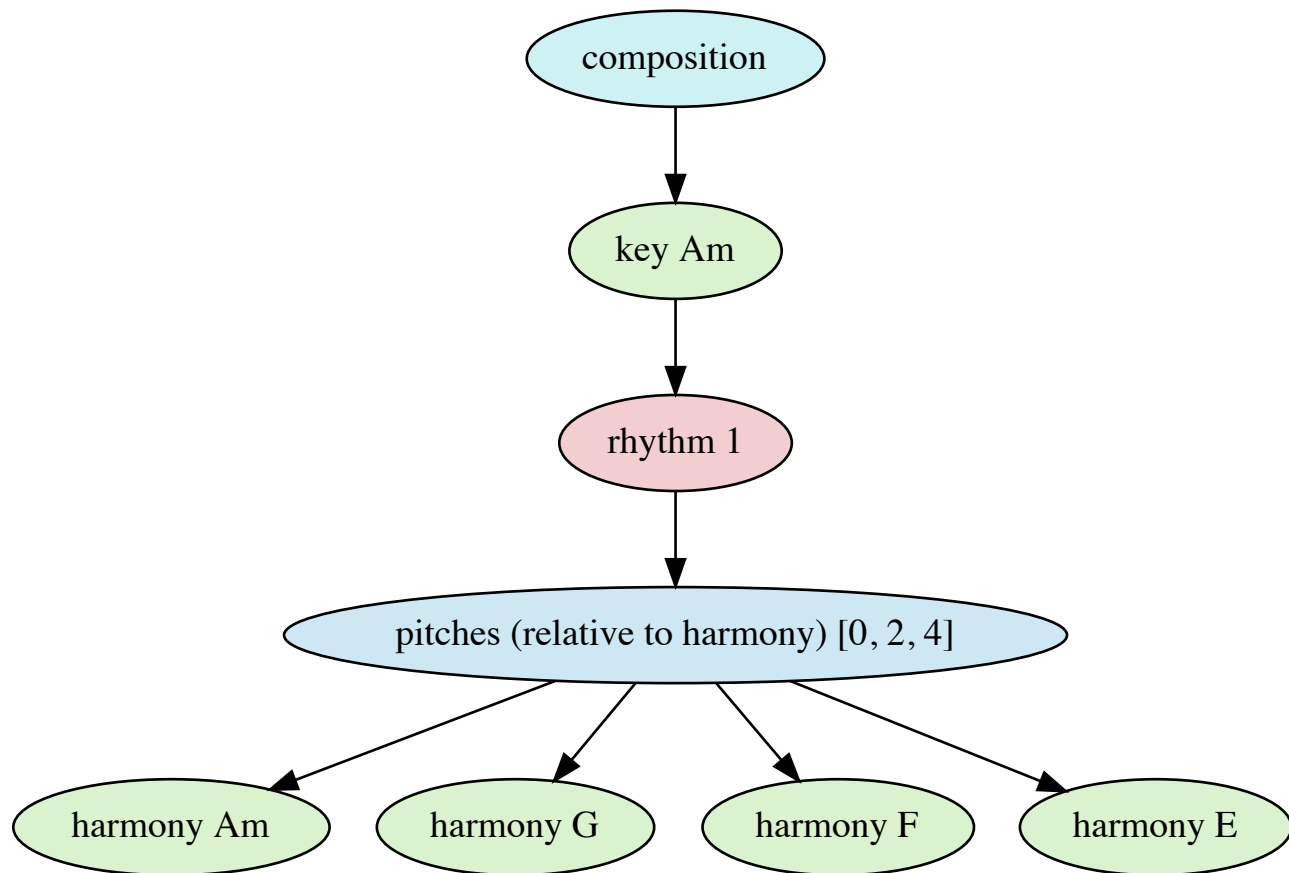 composition
key Am
rhythm 1
pitches (relative to harmony) [0, 2, 4]
harmony Am
harmony G
harmony F
harmony E